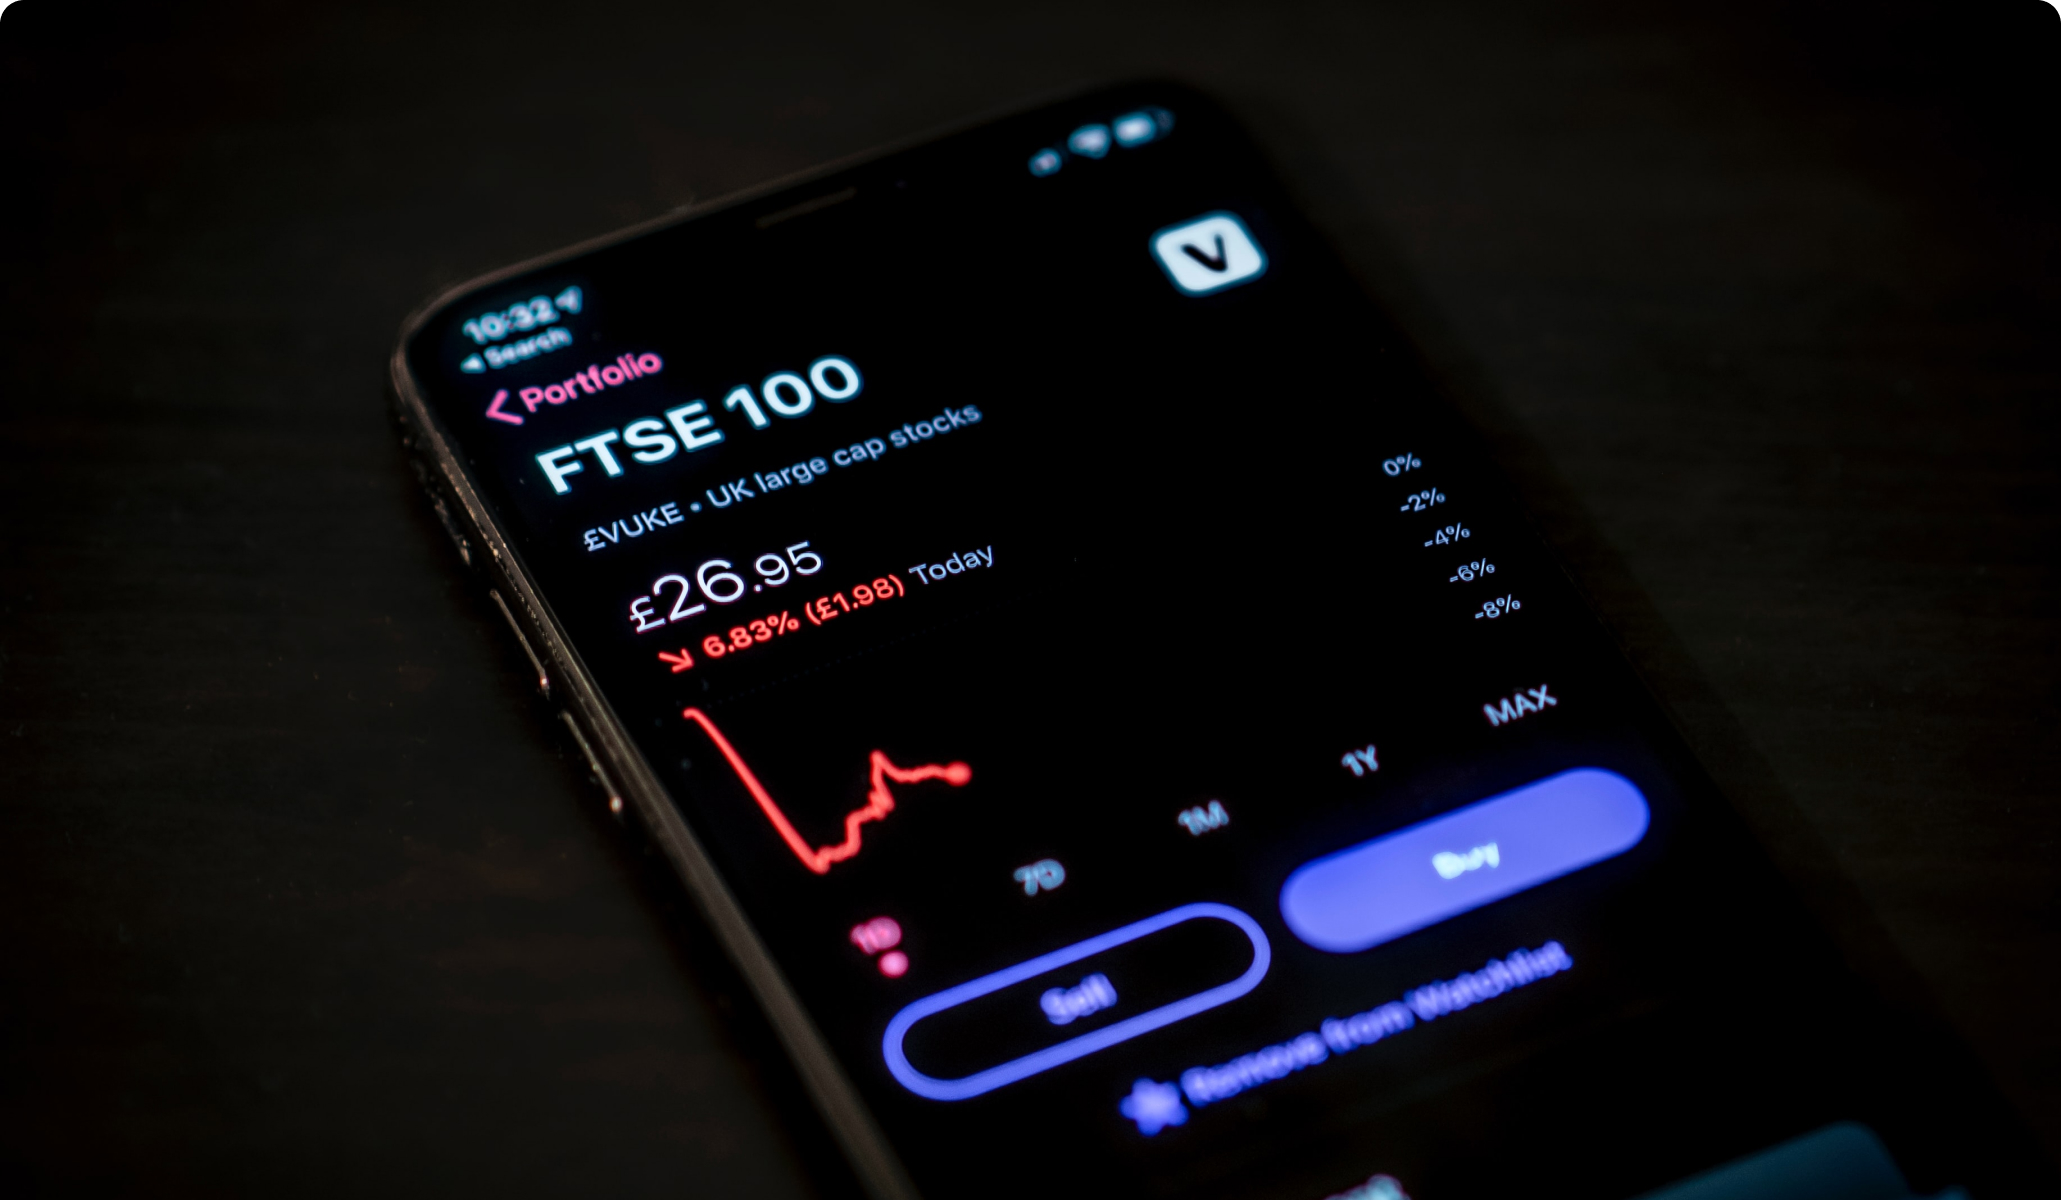 10:32
◀ Search
Portfolio
V
FTSE 100
£VUKE • UK large cap stocks
£26.95
↘ 6.83% (£1.98) Today
0%
-2%
-4%
-6%
-8%
1D 7D 1M 1Y MAX
Sell Buy
Remove from Watchlist